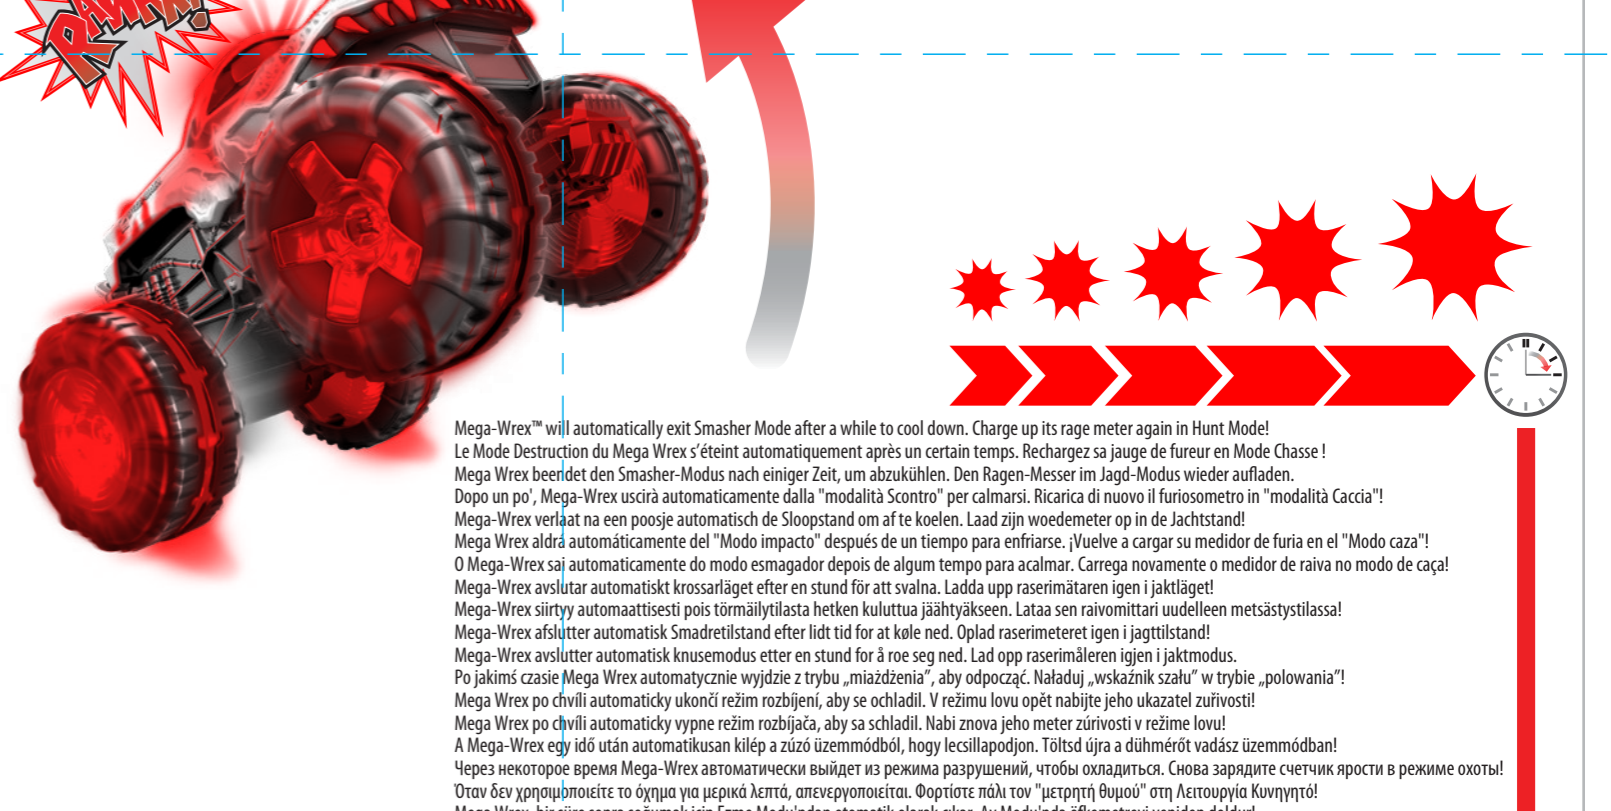 RAWRR!
Mega-Wrex™ will automatically exit Smasher Mode after a while to cool down. Charge up its rage meter again in Hunt Mode!
Le Mode Destruction du Mega Wrex s’éteint automatiquement après un certain temps. Rechargez sa jauge de fureur en Mode Chasse !
Mega Wrex beendet den Smasher-Modus nach einiger Zeit, um abzukühlen. Den Ragen-Messer im Jagd-Modus wieder aufladen.
Dopo un po', Mega-Wrex uscirà automaticamente dalla "modalità Scontro" per calmarsi. Ricarica di nuovo il furiosometro in "modalità Caccia"!
Mega-Wrex verlaat na een poosje automatisch de Sloopstand om af te koelen. Laad zijn woedemeter op in de Jachtstand!
Mega Wrex aldrá automáticamente del "Modo impacto" después de un tiempo para enfriarse. ¡Vuelve a cargar su medidor de furia en el "Modo caza"!
O Mega-Wrex sai automaticamente do modo esmagador depois de algum tempo para acalmar. Carrega novamente o medidor de raiva no modo de caça!
Mega-Wrex avslutar automatiskt krossarläget efter en stund för att svalna. Ladda upp raserimätaren igen i jaktläget!
Mega-Wrex siirtyy automaattisesti pois törmäilytilasta hetken kuluttua jäähtyäkseen. Lataa sen raivomittari uudelleen metsästystilassa!
Mega-Wrex afslutter automatisk Smadretilstand efter lidt tid for at køle ned. Oplad raserimeteret igen i jagttilstand!
Mega-Wrex avslutter automatisk knusemodus etter en stund for å roe seg ned. Lad opp raserimåleren igjen i jaktmodus.
Po jakimś czasie Mega Wrex automatycznie wyjdzie z trybu „miażdżenia”, aby odpocząć. Naładuj „wskaźnik szału” w trybie „polowania”!
Mega Wrex po chvíli automaticky ukončí režim rozbíjení, aby se ochladil. V režimu lovu opět nabijte jeho ukazatel zuřivosti!
Mega Wrex po chvíli automaticky vypne režim rozbíjača, aby sa schladil. Nabi znova jeho meter zúrivosti v režime lovu!
A Mega-Wrex egy idő után automatikusan kilép a zúzó üzemmódból, hogy lecsillapodjon. Töltsd újra a dühmérőt vadász üzemmódban!
Через некоторое время Mega-Wrex автоматически выйдет из режима разрушений, чтобы охладиться. Снова зарядите счетчик ярости в режиме охоты!
Όταν δεν χρησιμοποιείτε το όχημα για μερικά λεπτά, απενεργοποιείται. Φορτίστε πάλι τον "μετρητή θυμού" στη Λειτουργία Κυνηγητό!